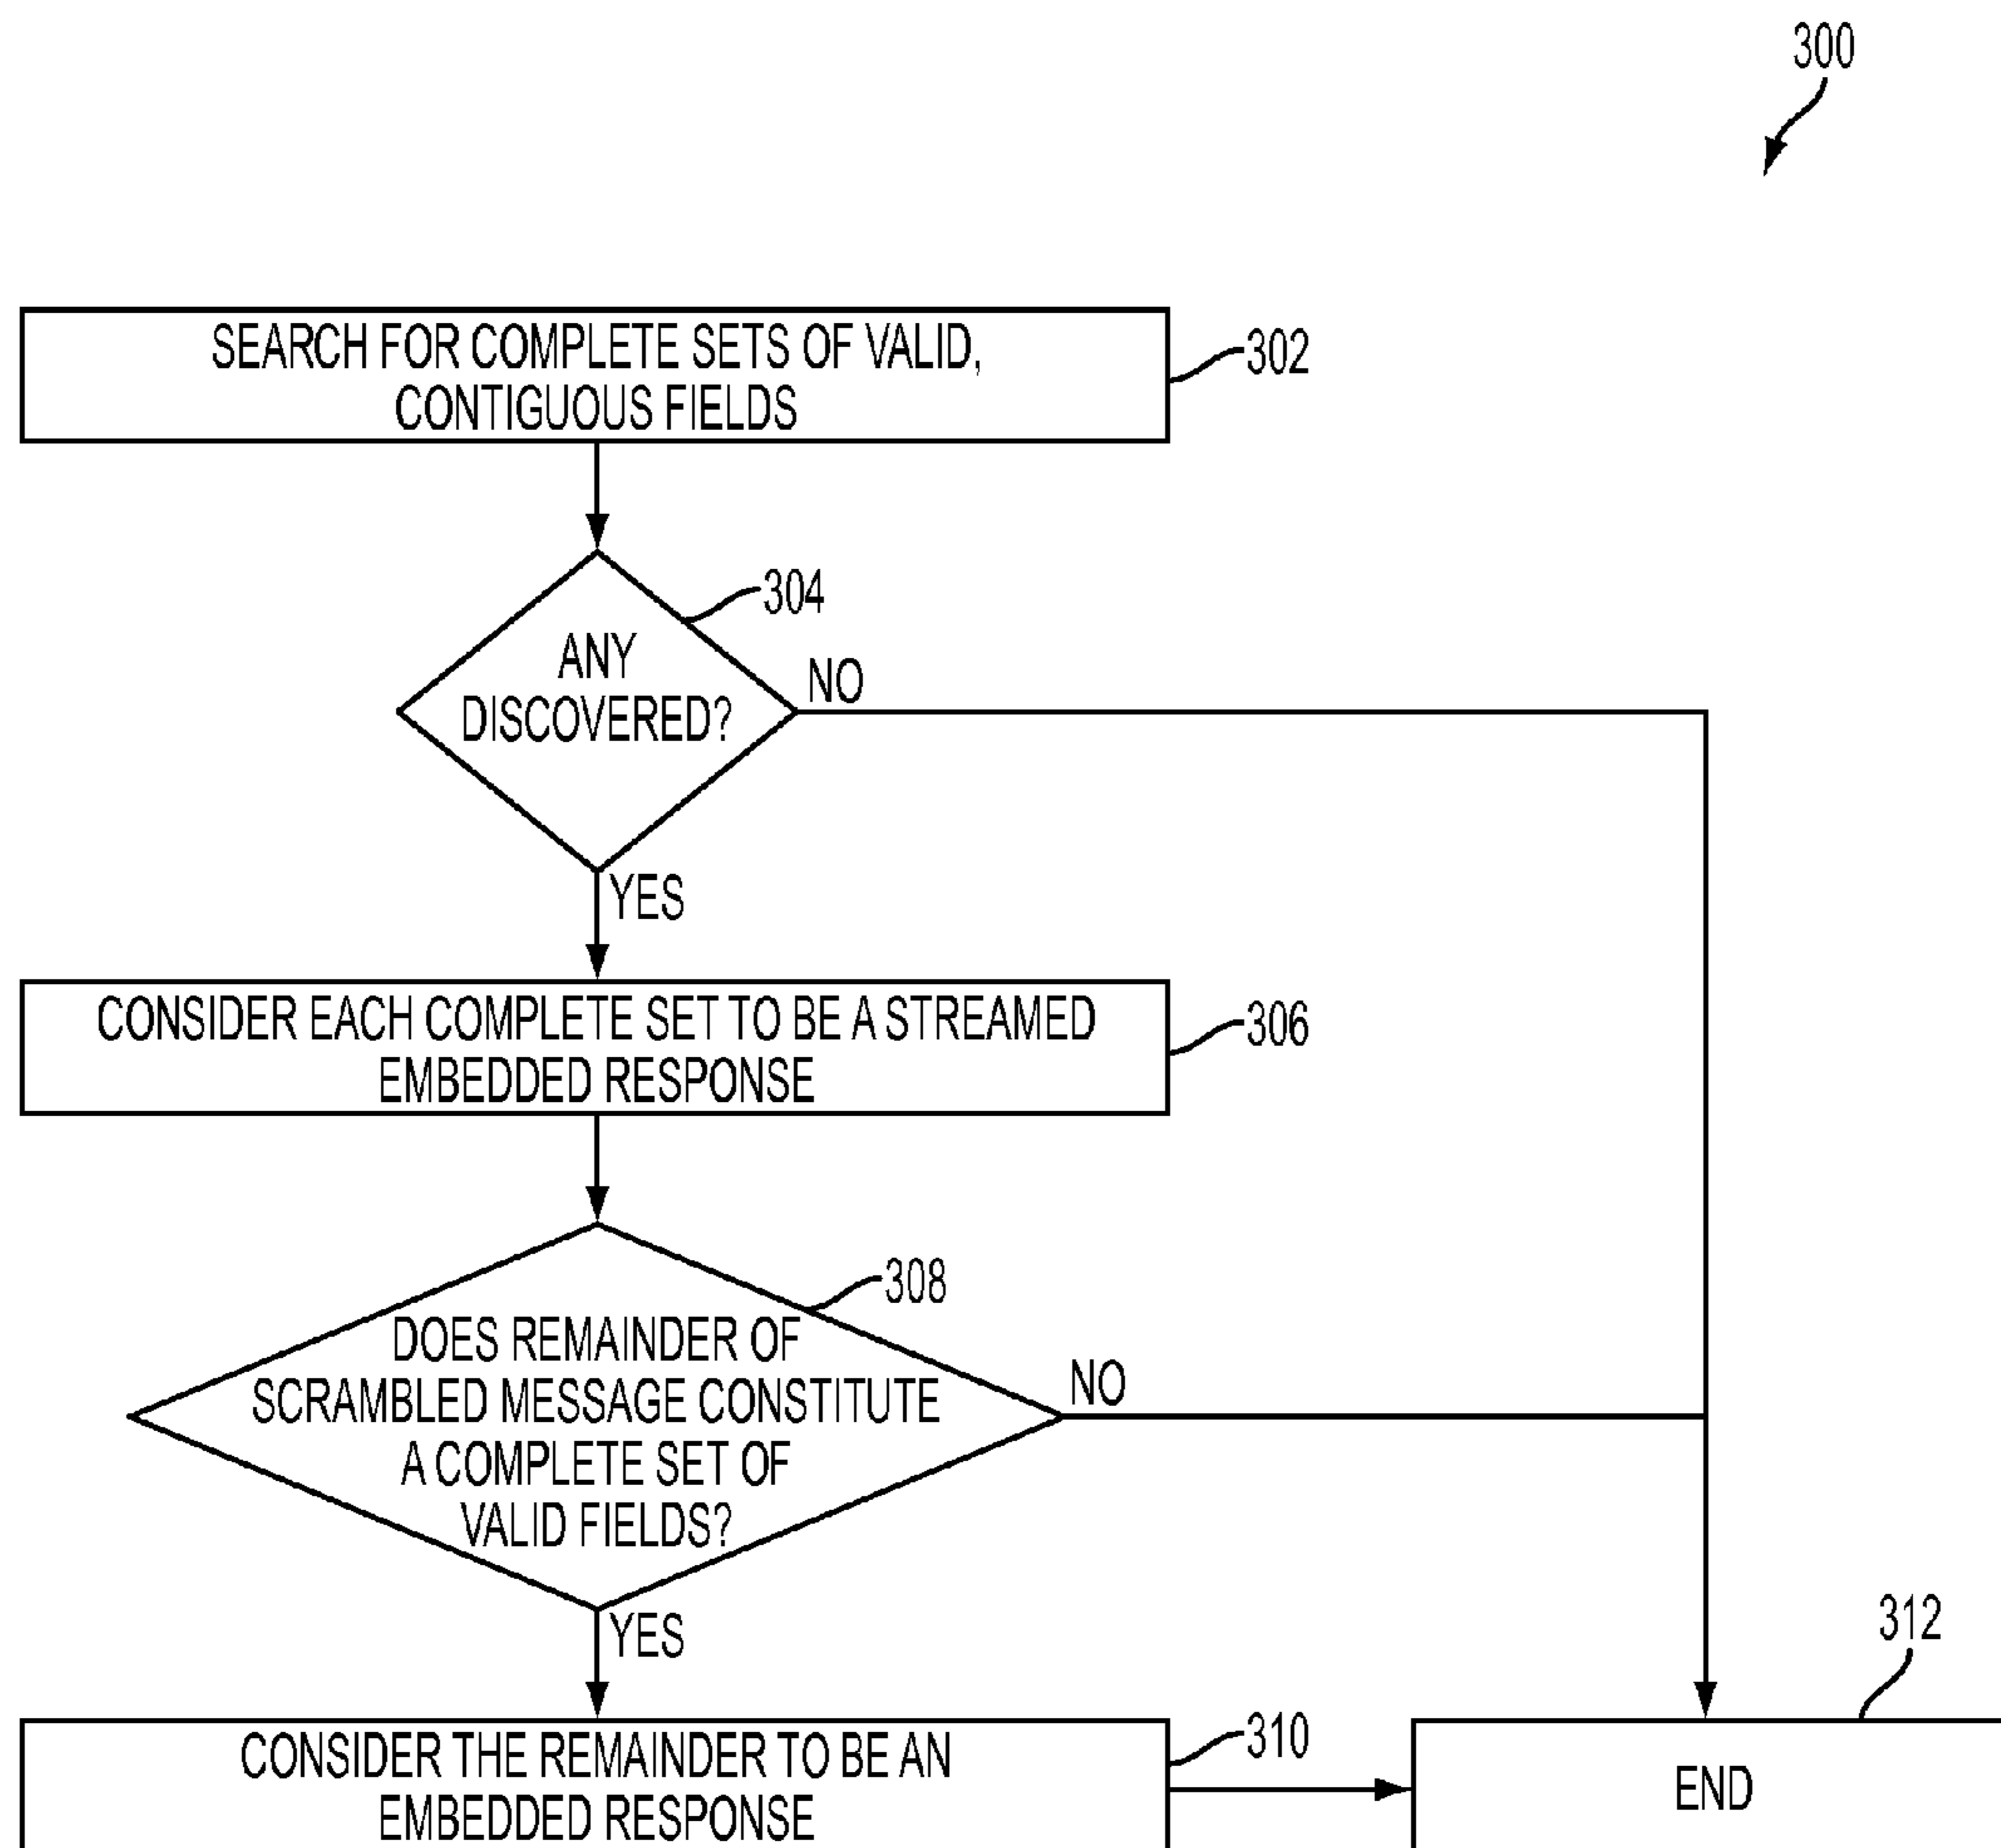 300
SEARCH FOR COMPLETE SETS OF VALID,
CONTIGUOUS FIELDS
302
304
ANY
DISCOVERED?
NO
YES
CONSIDER EACH COMPLETE SET TO BE A STREAMED
EMBEDDED RESPONSE
306
308
DOES REMAINDER OF
SCRAMBLED MESSAGE CONSTITUTE
A COMPLETE SET OF
VALID FIELDS?
NO
YES
CONSIDER THE REMAINDER TO BE AN
EMBEDDED RESPONSE
310
312
END